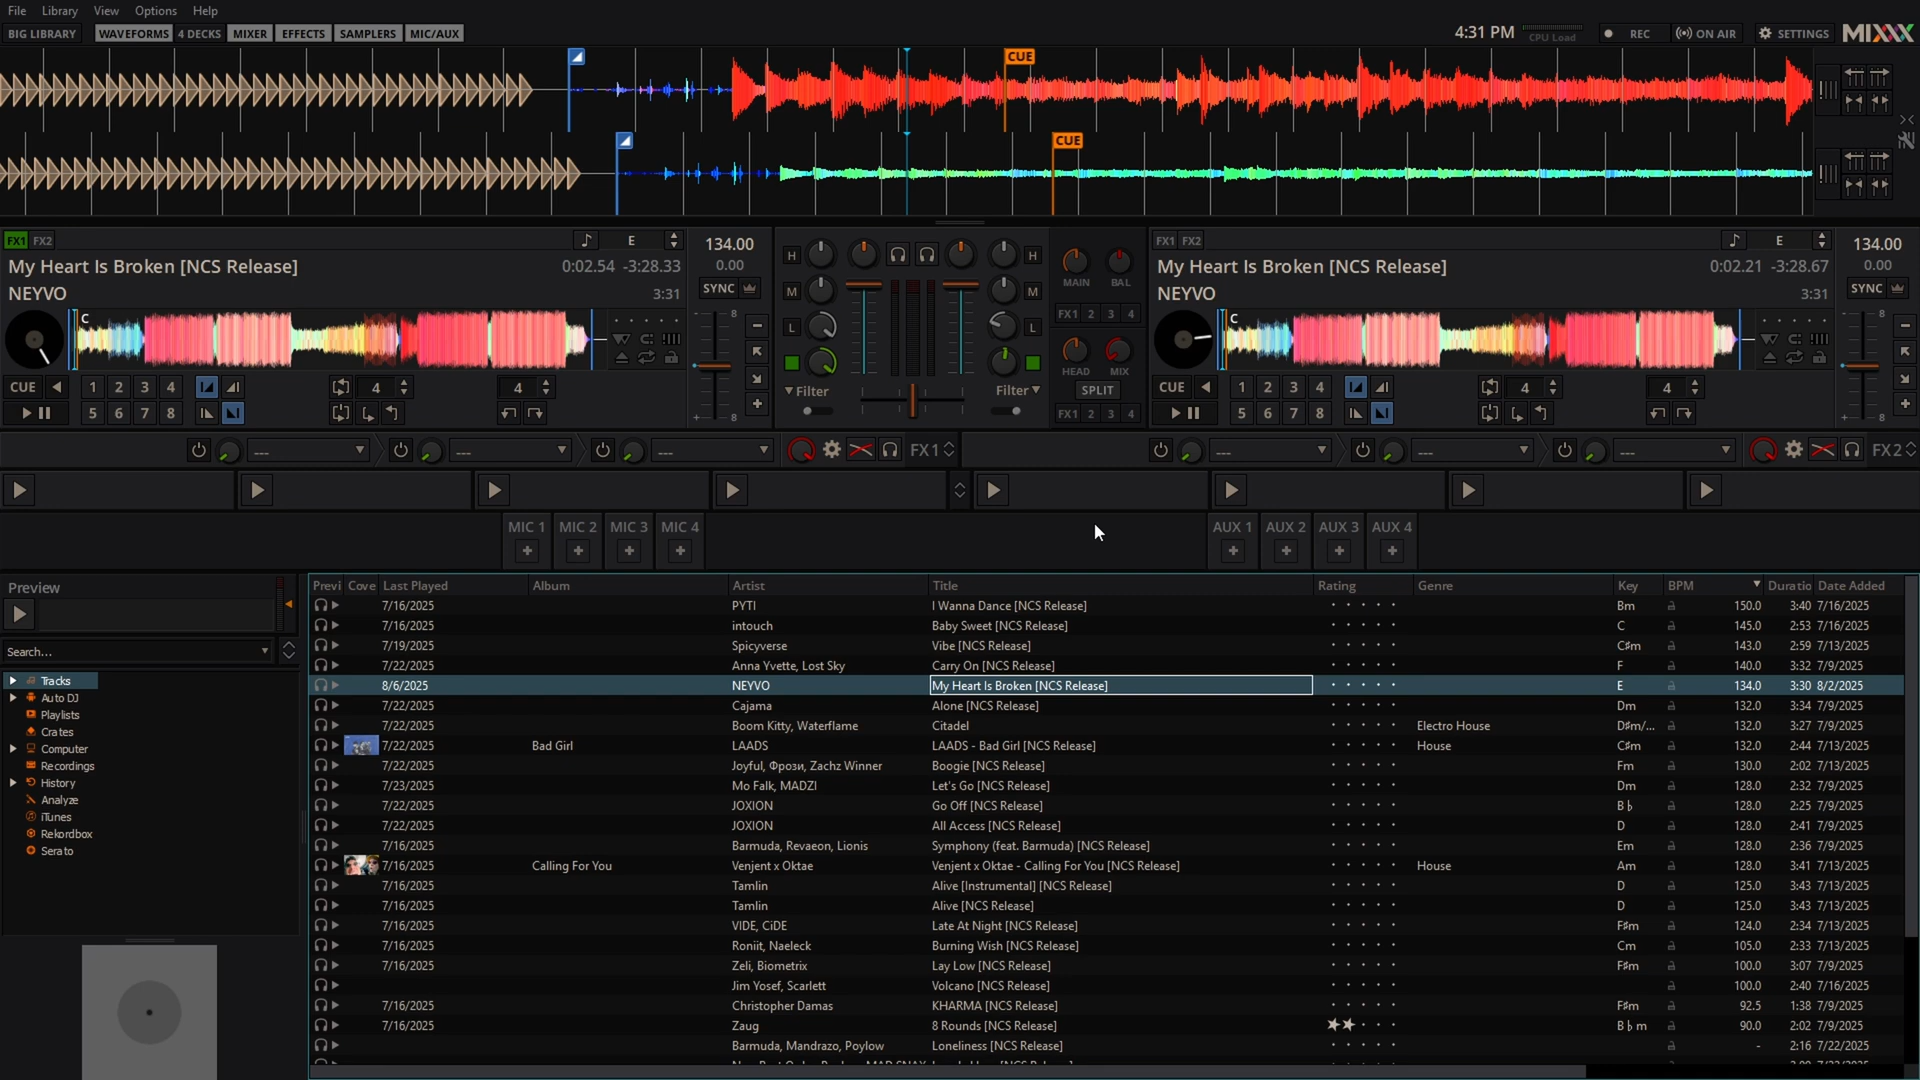 File Library View Options Help
BIG LIBRARY WAVEFORMS 4 DECKS MIXER EFFECTS SAMPLERS MIC/AUX 4:31 PM CPU Load REC ON AIR SETTINGS MIXXX
CUE
CUE
FX1 FX2 E 134.00
My Heart Is Broken [NCS Release] 0:02.54 -3:28.33 0.00
NEYVO 3:31 SYNC
C
8
CUE 1 2 3 4 4 4
5 6 7 8 8
H H
M M
L L
Filter Filter
MAIN BAL
FX1 2 3 4
HEAD MIX
SPLIT
FX1 2 3 4
FX1 FX2 E 134.00
My Heart Is Broken [NCS Release] 0:02.21 -3:28.67 0.00
NEYVO 3:31 SYNC
C
8
CUE 1 2 3 4 4 4
5 6 7 8 8
--- --- --- FX1 --- --- --- FX2
MIC 1 MIC 2 MIC 3 MIC 4 AUX 1 AUX 2 AUX 3 AUX 4
Preview
Search...
Tracks
Auto DJ
Playlists
Crates
Computer
Recordings
History
Analyze
iTunes
Rekordbox
Serato
Previ Cove Last Played Album Artist Title Rating Genre Key BPM Duratio Date Added
7/16/2025 PYTI I Wanna Dance [NCS Release] Bm 150.0 3:40 7/16/2025
7/16/2025 intouch Baby Sweet [NCS Release] C 145.0 2:53 7/16/2025
7/19/2025 Spicyverse Vibe [NCS Release] C♯m 143.0 2:59 7/13/2025
7/22/2025 Anna Yvette, Lost Sky Carry On [NCS Release] F 140.0 3:32 7/9/2025
8/6/2025 NEYVO My Heart Is Broken [NCS Release] E 134.0 3:30 8/2/2025
7/22/2025 Cajama Alone [NCS Release] Dm 132.0 3:34 7/9/2025
7/22/2025 Boom Kitty, Waterflame Citadel Electro House D♯m/... 132.0 3:27 7/9/2025
7/22/2025 Bad Girl LAADS LAADS - Bad Girl [NCS Release] House C♯m 132.0 2:44 7/13/2025
7/22/2025 Joyful, Фрози, Zachz Winner Boogie [NCS Release] Fm 130.0 2:02 7/13/2025
7/23/2025 Mo Falk, MADZI Let's Go [NCS Release] Dm 128.0 2:32 7/9/2025
7/22/2025 JOXION Go Off [NCS Release] B♭ 128.0 2:25 7/9/2025
7/22/2025 JOXION All Access [NCS Release] D 128.0 2:41 7/9/2025
7/16/2025 Barmuda, Revaeon, Lionis Symphony (feat. Barmuda) [NCS Release] Em 128.0 2:36 7/9/2025
7/16/2025 Calling For You Venjent x Oktae Venjent x Oktae - Calling For You [NCS Release] House Am 128.0 3:41 7/13/2025
7/16/2025 Tamlin Alive [Instrumental] [NCS Release] D 125.0 3:43 7/13/2025
7/16/2025 Tamlin Alive [NCS Release] D 125.0 3:43 7/13/2025
7/16/2025 VIDE, CiDE Late At Night [NCS Release] F♯m 124.0 2:34 7/13/2025
7/16/2025 Roniit, Naeleck Burning Wish [NCS Release] Cm 105.0 2:33 7/13/2025
7/16/2025 Zeli, Biometrix Lay Low [NCS Release] F♯m 100.0 3:07 7/9/2025
Jim Yosef, Scarlett Volcano [NCS Release] 100.0 2:40 7/16/2025
7/16/2025 Christopher Damas KHARMA [NCS Release] F♯m 92.5 1:38 7/9/2025
7/16/2025 Zaug 8 Rounds [NCS Release] B♭m 90.0 2:02 7/9/2025
Barmuda, Mandrazo, Poylow Loneliness [NCS Release] - 2:16 7/22/2025